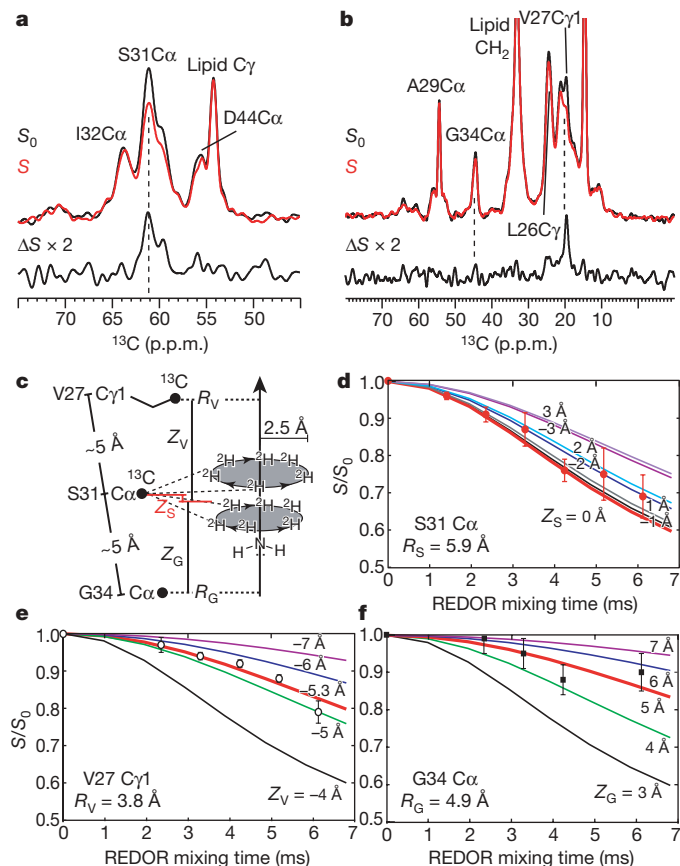 a
S31Cα
Lipid Cγ
D44Cα
I32Cα
S0
S
ΔS × 2
70 65 60 55 50 45
13C (p.p.m.)
b
V27Cγ1
Lipid
CH2
A29Cα
G34Cα
S0
S
L26Cγ
ΔS × 2
70 60 50 40 30 20 10
13C (p.p.m.)
c
V27 Cγ1
13C
RV
~5 Å
ZV
2.5 Å
2H 2H 2H
2H 2H 2H
13C
S31 Cα
ZS
2H 2H 2H
2H 2H 2H
~5 Å
ZG
N
H H
G34 Cα
RG
d
S/S0
1.0
0.9
0.8
0.7
0.6
0.5
3 Å
−3 Å
2 Å
−2 Å
1 Å
−1 Å
ZS = 0 Å
S31 Cα
RS = 5.9 Å
0 1 2 3 4 5 6
REDOR mixing time (ms)
e
S/S0
1.0
0.9
0.8
0.7
0.6
0.5
−7 Å
−6 Å
−5.3 Å
−5 Å
ZV = −4 Å
V27 Cγ1
RV = 3.8 Å
0 1 2 3 4 5 6
REDOR mixing time (ms)
f
1.0
0.9
0.8
0.7
0.6
0.5
7 Å
6 Å
5 Å
4 Å
ZG = 3 Å
G34 Cα
RG = 4.9 Å
0 1 2 3 4 5 6
REDOR mixing time (ms)